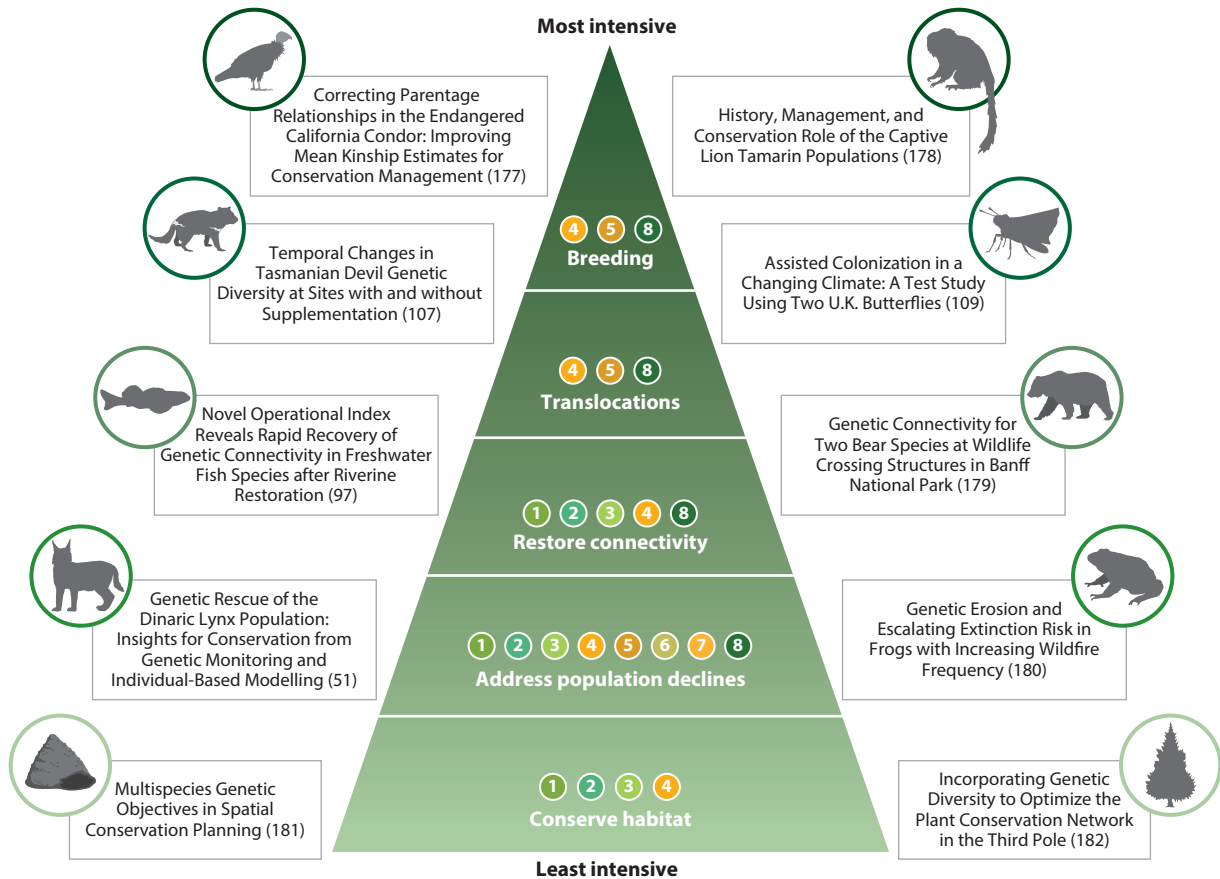 Most intensive
Correcting Parentage
Relationships in the Endangered
California Condor: Improving
Mean Kinship Estimates for
Conservation Management (177)
History, Management, and
Conservation Role of the Captive
Lion Tamarin Populations (178)
4 5 8
Breeding
Temporal Changes in
Tasmanian Devil Genetic
Diversity at Sites with and without
Supplementation (107)
Assisted Colonization in a
Changing Climate: A Test Study
Using Two U.K. Butterflies (109)
4 5 8
Translocations
Novel Operational Index
Reveals Rapid Recovery of
Genetic Connectivity in Freshwater
Fish Species after Riverine
Restoration (97)
Genetic Connectivity for
Two Bear Species at Wildlife
Crossing Structures in Banff
National Park (179)
1 2 3 4 8
Restore connectivity
Genetic Rescue of the
Dinaric Lynx Population:
Insights for Conservation from
Genetic Monitoring and
Individual-Based Modelling (51)
Genetic Erosion and
Escalating Extinction Risk in
Frogs with Increasing Wildfire
Frequency (180)
1 2 3 4 5 6 7 8
Address population declines
Multispecies Genetic
Objectives in Spatial
Conservation Planning (181)
Incorporating Genetic
Diversity to Optimize the
Plant Conservation Network
in the Third Pole (182)
1 2 3 4
Conserve habitat
Least intensive